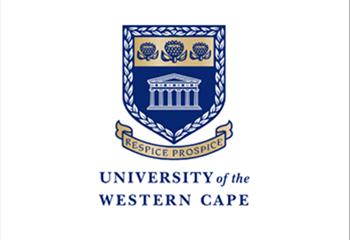 RESPICE PROSPICE
UNIVERSITY of the
WESTERN CAPE